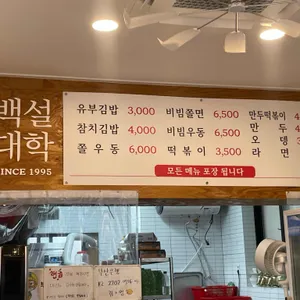 백설
대학
SINCE 1995
유부김밥 3,000 비빔쫄면 6,500 만두떡볶이
참치김밥 4,000 비빔우동 6,500 만두
쫄우동 6,000 떡볶이 3,500 오뎅
라면
모든 메뉴 포장 됩니다